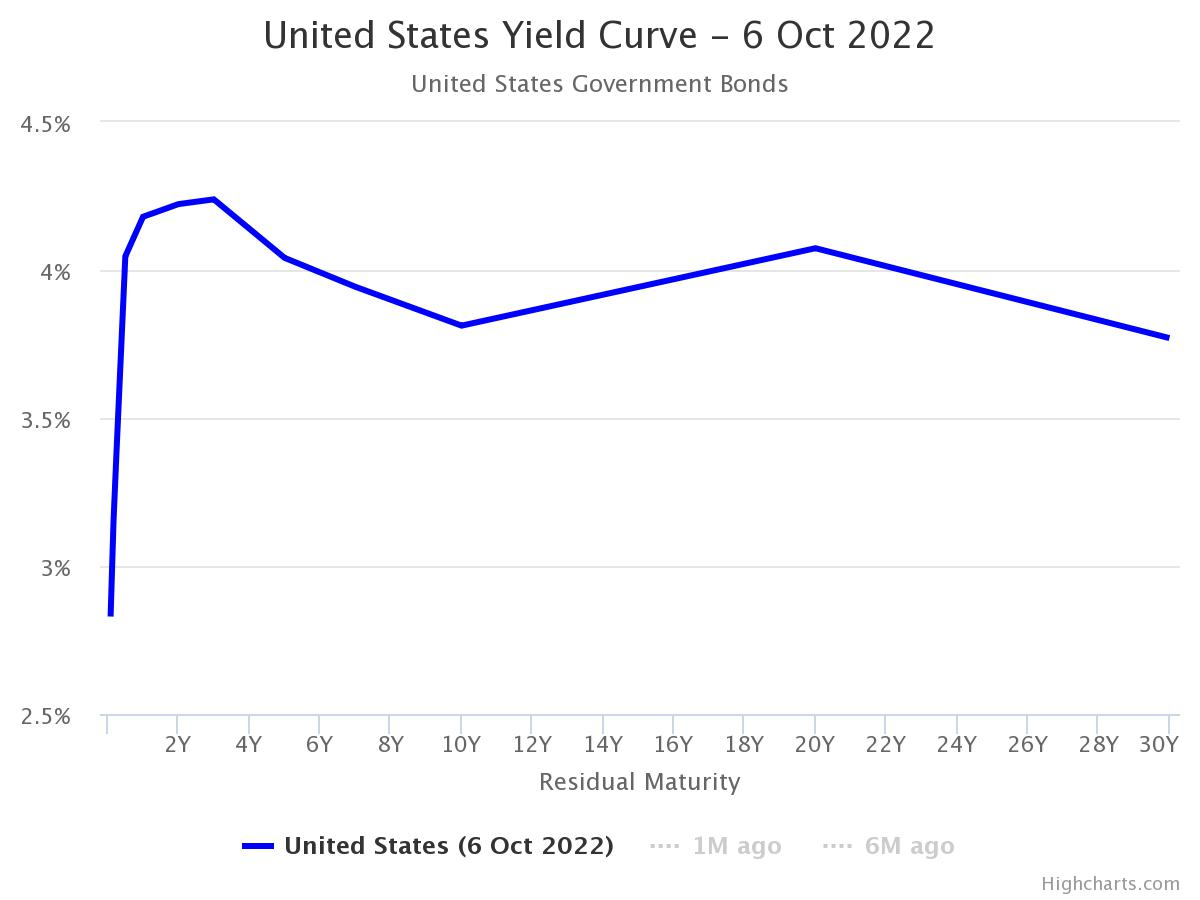 United States Yield Curve – 6 Oct 2022
United States Government Bonds
4.5%
4%
3.5%
3%
2.5%
2Y 4Y 6Y 8Y 10Y 12Y 14Y 16Y 18Y 20Y 22Y 24Y 26Y 28Y 30Y
Residual Maturity
United States (6 Oct 2022) 1M ago 6M ago
Highcharts.com